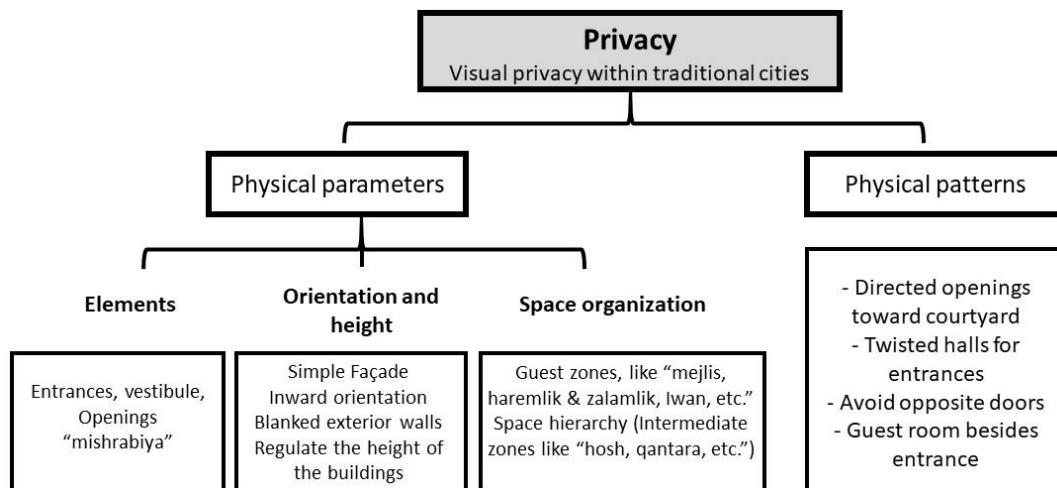 Privacy
Visual privacy within traditional cities
Physical parameters
Physical patterns
Elements
Orientation and
height
Space organization
Entrances, vestibule,
Openings
“mishrabiya”
Simple Façade
Inward orientation
Blanked exterior walls
Regulate the height of
the buildings
Guest zones, like “mejlis,
haremlik & zalamlik, Iwan, etc.”
Space hierarchy (Intermediate
zones like “hosh, qantara, etc.”)
- Directed openings
toward courtyard
- Twisted halls for
entrances
- Avoid opposite doors
- Guest room besides
entrance